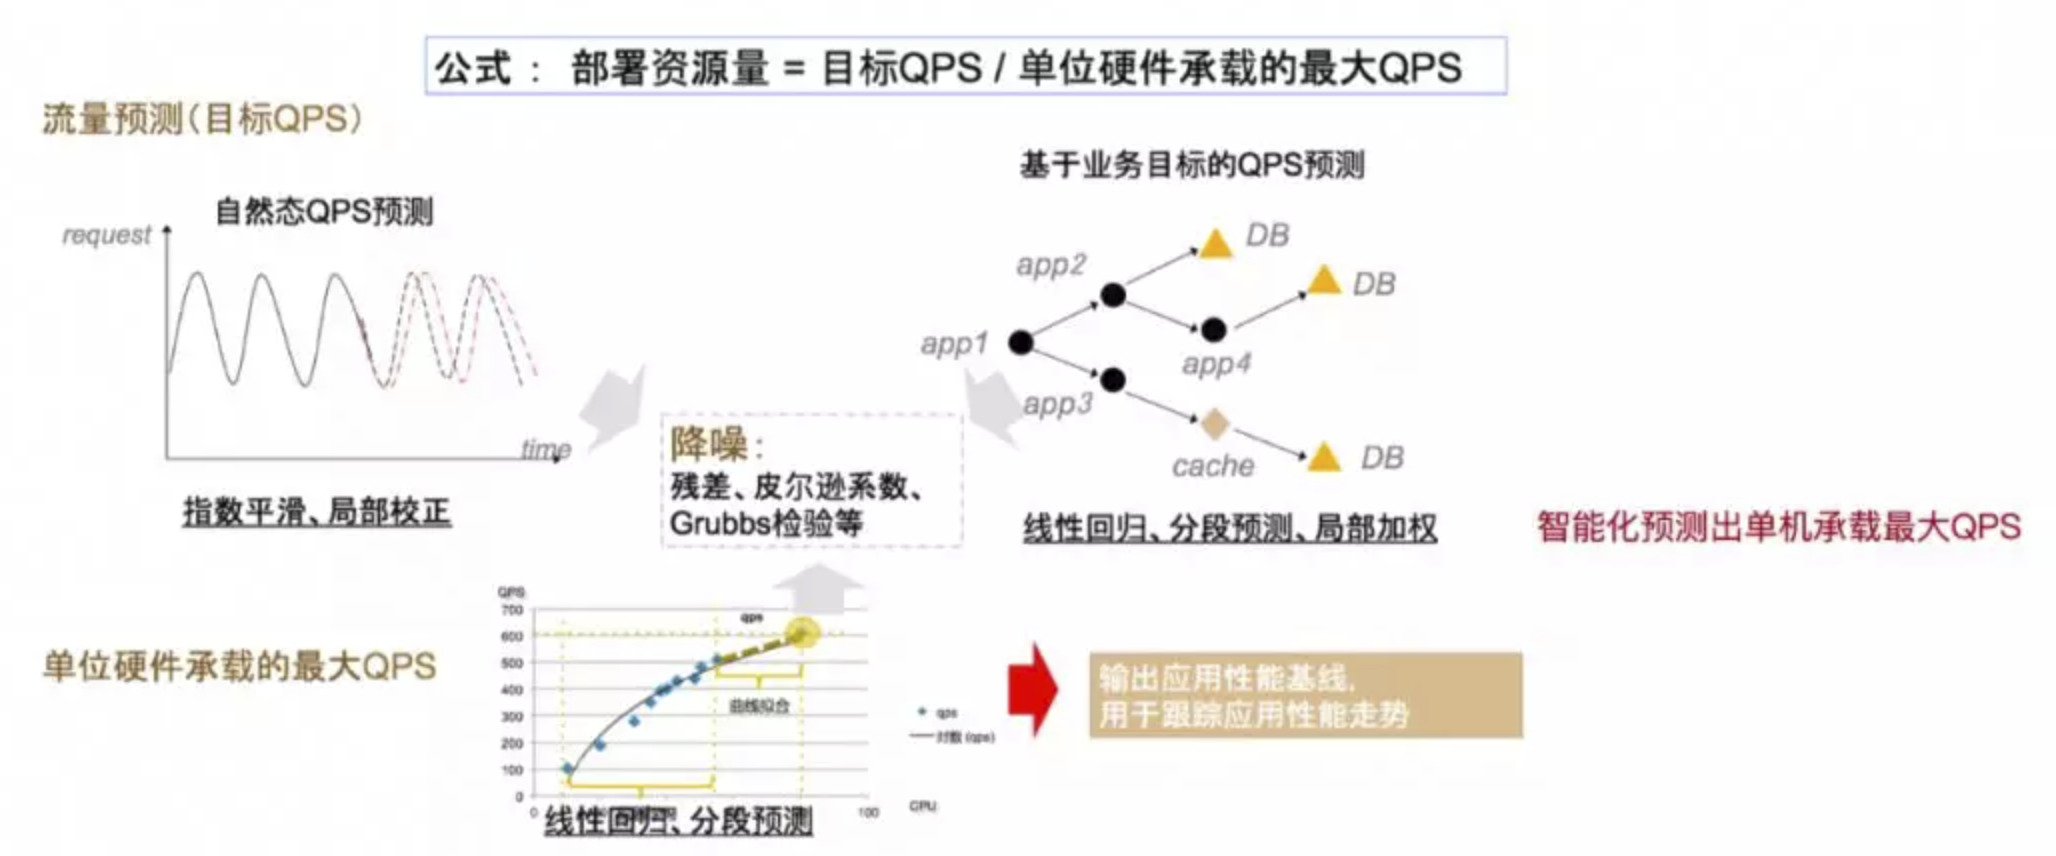 公式： 部署资源量 = 目标QPS / 单位硬件承载的最大QPS
流量预测（目标QPS）
基于业务目标的QPS预测
自然态QPS预测
request
time
指数平滑、局部校正
DB
app2
DB
app1
app4
app3
cache
DB
线性回归、分段预测、局部加权
降噪：
残差、皮尔逊系数、
Grubbs检验等
智能化预测出单机承载最大QPS
单位硬件承载的最大QPS
QPS
700
600
500
400
300
200
100
0
qps
曲线拟合
qps
对数 (qps)
0
100
CPU
线性回归、分段预测
输出应用性能基线，
用于跟踪应用性能走势